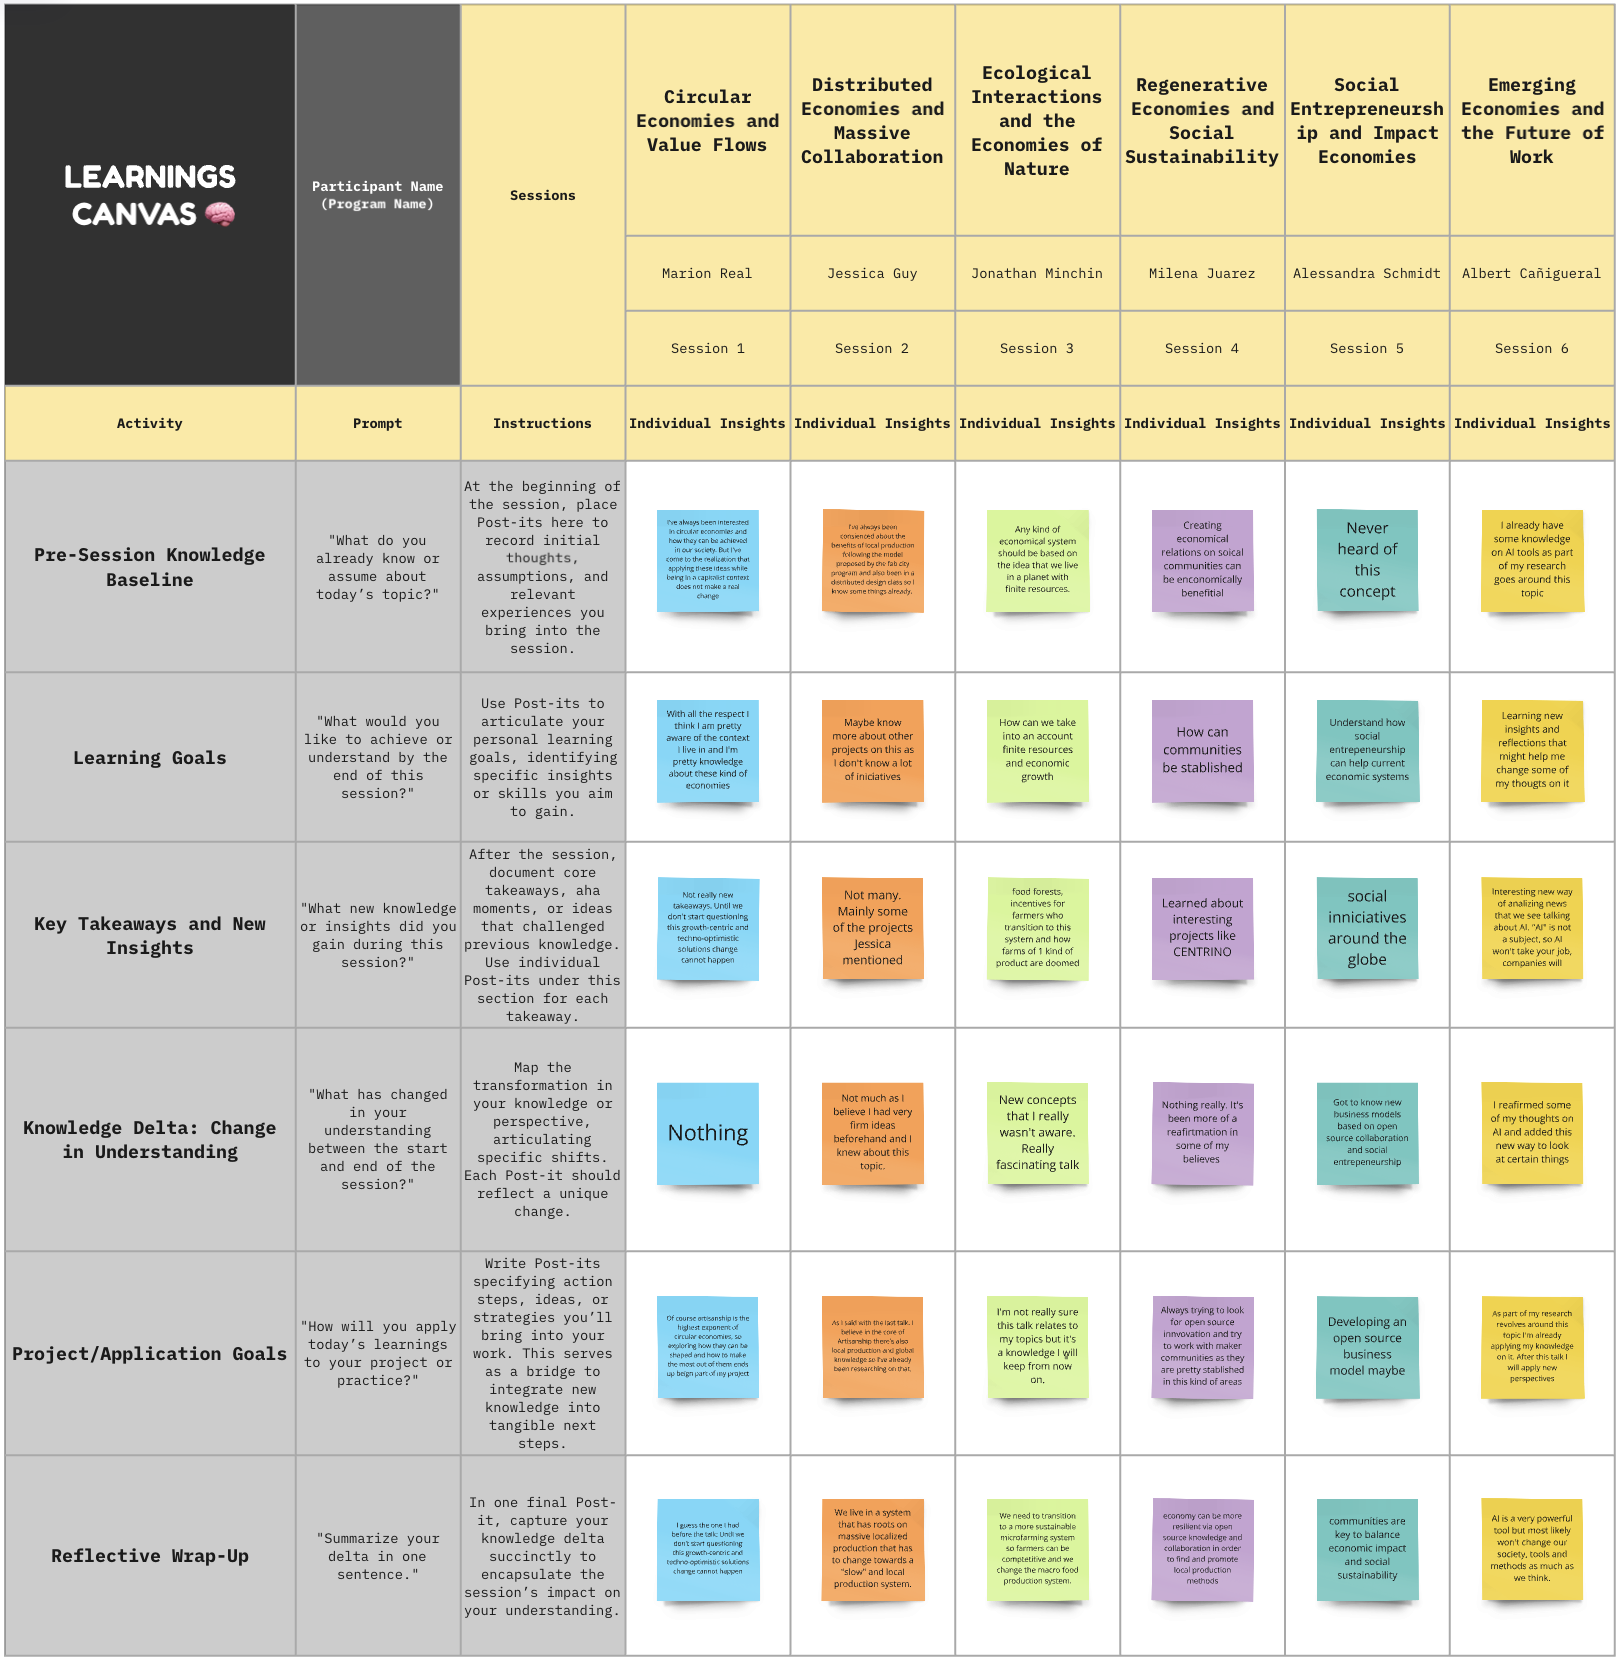 LEARNINGS
CANVAS
Participant Name
(Program Name)
Sessions
Circular
Economies and
Value Flows
Distributed
Economies and
Massive
Collaboration
Ecological
Interactions
and the
Economies of
Nature
Regenerative
Economies and
Social
Sustainability
Social
Entrepreneursh
ip and Impact
Economies
Emerging
Economies and
the Future of
Work
Marion Real
Jessica Guy
Jonathan Minchin
Milena Juarez
Alessandra Schmidt
Albert Cañigueral
Session 1
Session 2
Session 3
Session 4
Session 5
Session 6
Activity
Prompt
Instructions
Individual Insights
Individual Insights
Individual Insights
Individual Insights
Individual Insights
Individual Insights
Pre-Session Knowledge
Baseline
"What do you
already know or
assume about
today’s topic?"
At the beginning of
the session, place
Post-its here to
record initial
thoughts,
assumptions, and
relevant
experiences you
bring into the
session.
I've always been interested
in circular economies and
how they can be achieved
in our society. But I've
come to the realization that
applying these ideas while
being in a capitalist context
does not make a real
change
I've always been
consienced about the
benefits of local production
following the model
proposed by the fab city
program and also been in a
distributed design class so I
know some things already.
Any kind of
economical system
should be based on
the idea that we live
in a planet with
finite resources.
Creating
economical
relations on soical
communities can
be enconomically
benefitial
Never
heard of
this
concept
I already have
some knowledge
on AI tools as part
of my research
goes around this
topic
Learning Goals
"What would you
like to achieve or
understand by the
end of this
session?"
Use Post-its to
articulate your
personal learning
goals, identifying
specific insights
or skills you aim
to gain.
With all the respect I
think I am pretty
aware of the context
I live in and I'm
pretty knowledge
about these kind of
economies
Maybe know
more about other
projects on this as
I don't know a lot
of iniciatives
How can we take
into an account
finite resources
and economic
growth
How can
communities
be stablished
Understand how
social
entrepeneurship
can help current
economic systems
Learning new
insights and
reflections that
might help me
change some of
my thougts on it
Key Takeaways and New
Insights
"What new knowledge
or insights did you
gain during this
session?"
After the session,
document core
takeaways, aha
moments, or ideas
that challenged
previous knowledge.
Use individual
Post-its under this
section for each
takeaway.
Not really new
takeaways. Until we
don't start questioning
this growth-centric and
techno-optimistic
solutions change
cannot happen
Not many.
Mainly some
of the projects
Jessica
mentioned
food forests,
incentives for
farmers who
transition to this
system and how
farms of 1 kind of
product are doomed
Learned about
interesting
projects like
CENTRINO
social
inniciatives
around the
globe
Interesting new way
of analizing news
that we see talking
about AI. "AI" is not
a subject, so AI
won't take your job,
companies will
Knowledge Delta: Change
in Understanding
"What has changed
in your
understanding
between the start
and end of the
session?"
Map the
transformation in
your knowledge or
perspective,
articulating
specific shifts.
Each Post-it should
reflect a unique
change.
Nothing
Not much as I
believe I had very
firm ideas
beforehand and I
knew about this
topic.
New concepts
that I really
wasn't aware.
Really
fascinating talk
Nothing really. It's
been more of a
reafirtmation in
some of my
believes
Got to know new
business models
based on open
source collaboration
and social
entrepeneurship
I reafirmed some
of my thoughts on
AI and added this
new way to look
at certain things
Project/Application Goals
"How will you apply
today’s learnings
to your project or
practice?"
Write Post-its
specifying action
steps, ideas, or
strategies you’ll
bring into your
work. This serves
as a bridge to
integrate new
knowledge into
tangible next
steps.
Of course artisanship is the
highest exponent of
circular economies, so
exploring how they can be
shaped and how to make
the most out of them ends
up beign part of my project
As I said with the last talk. I
believe in the core of
Artisanship there's also
local production and global
knowledge so I've already
been researching on that.
I'm not really sure
this talk relates to
my topics but it's
a knowledge I will
keep from now
on.
Always trying to look
for open source
innvovation and try
to work with maker
communities as they
are pretty stablished
in this kind of areas
Developing an
open source
business
model maybe
As part of my research
revolves around this
topic I'm already
applying my knowledge
on it. After this talk I
will apply new
perspectives
Reflective Wrap-Up
"Summarize your
delta in one
sentence."
In one final Post-
it, capture your
knowledge delta
succinctly to
encapsulate the
session’s impact on
your understanding.
I guess the one I had
before the talk: Until we
don't start questioning
this growth-centric and
techno-optimistic solutions
change cannot happen
We live in a system
that has roots on
massive localized
production that has
to change towards a
"slow" and local
production system.
We need to transition
to a more sustainable
microfarming system
so farmers can be
comptetitive and we
change the macro food
production system.
economy can be more
resilient via open
source knowledge and
collaboration in order
to find and promote
local production
methods
communities are
key to balance
economic impact
and social
sustainability
AI is a very powerful
tool but most likely
won't change our
society, tools and
methods as much as
we think.